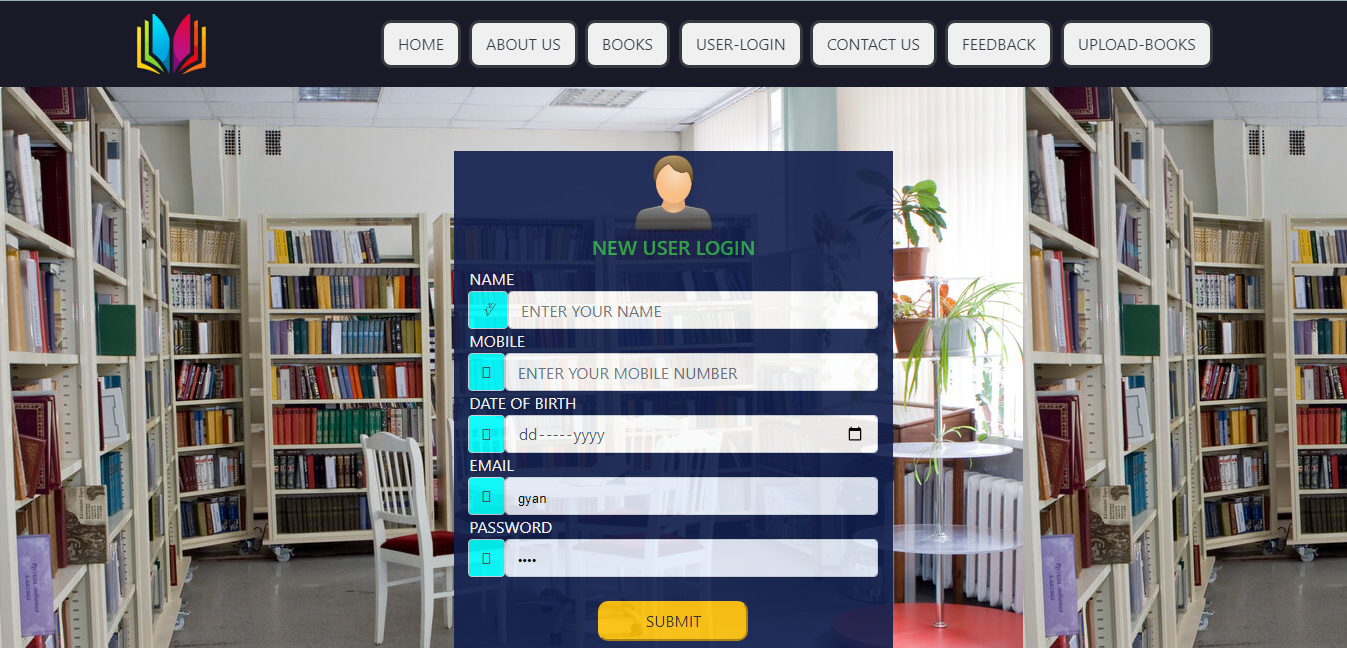 HOME ABOUT US BOOKS USER-LOGIN CONTACT US FEEDBACK UPLOAD-BOOKS
NEW USER LOGIN
NAME
ENTER YOUR NAME
MOBILE
ENTER YOUR MOBILE NUMBER
DATE OF BIRTH
dd-----yyyy
EMAIL
gyan
PASSWORD
••••
SUBMIT